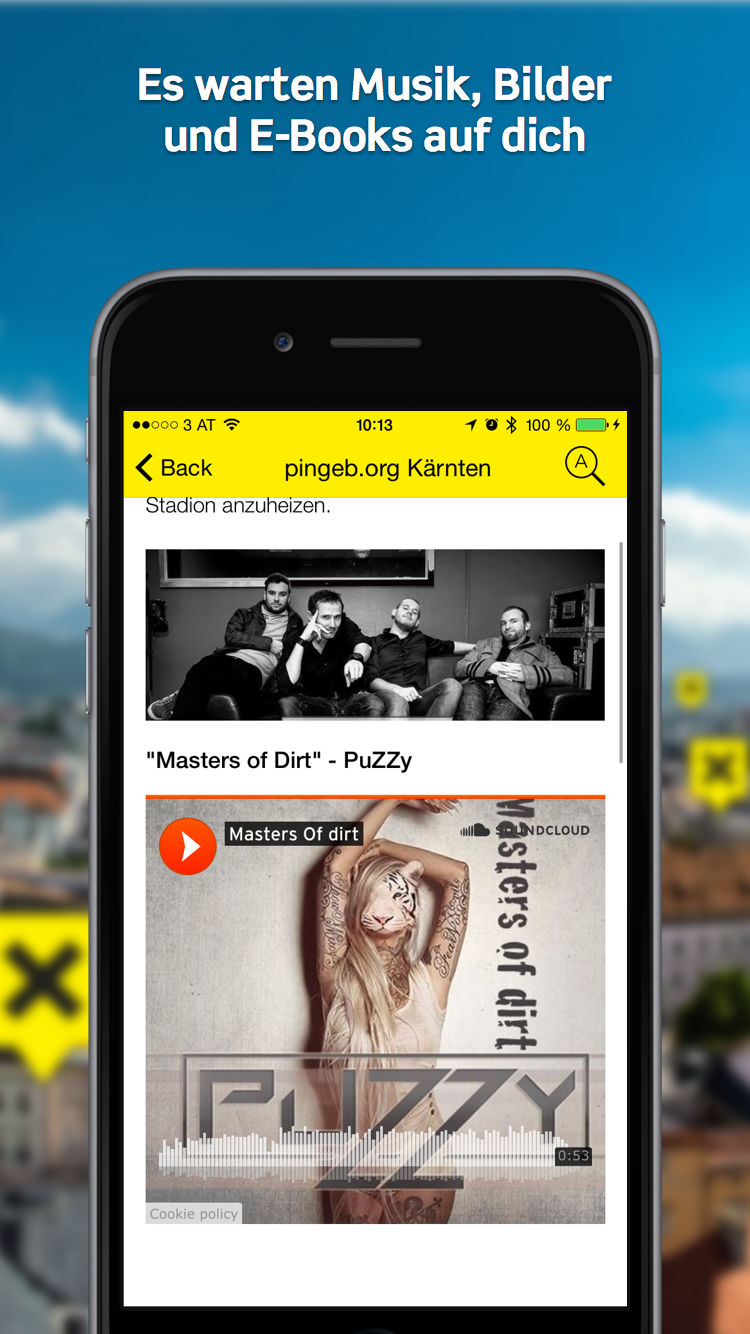 Es warten Musik, Bilder
und E-Books auf dich
3 AT 10:13 100 %
Back pingeb.org Kärnten A
Stadion anzuheizen.
"Masters of Dirt" - PuZZy
Masters Of dirt
SOUNDCLOUD
Masters of dirt
PuZZy
0:53
Cookie policy